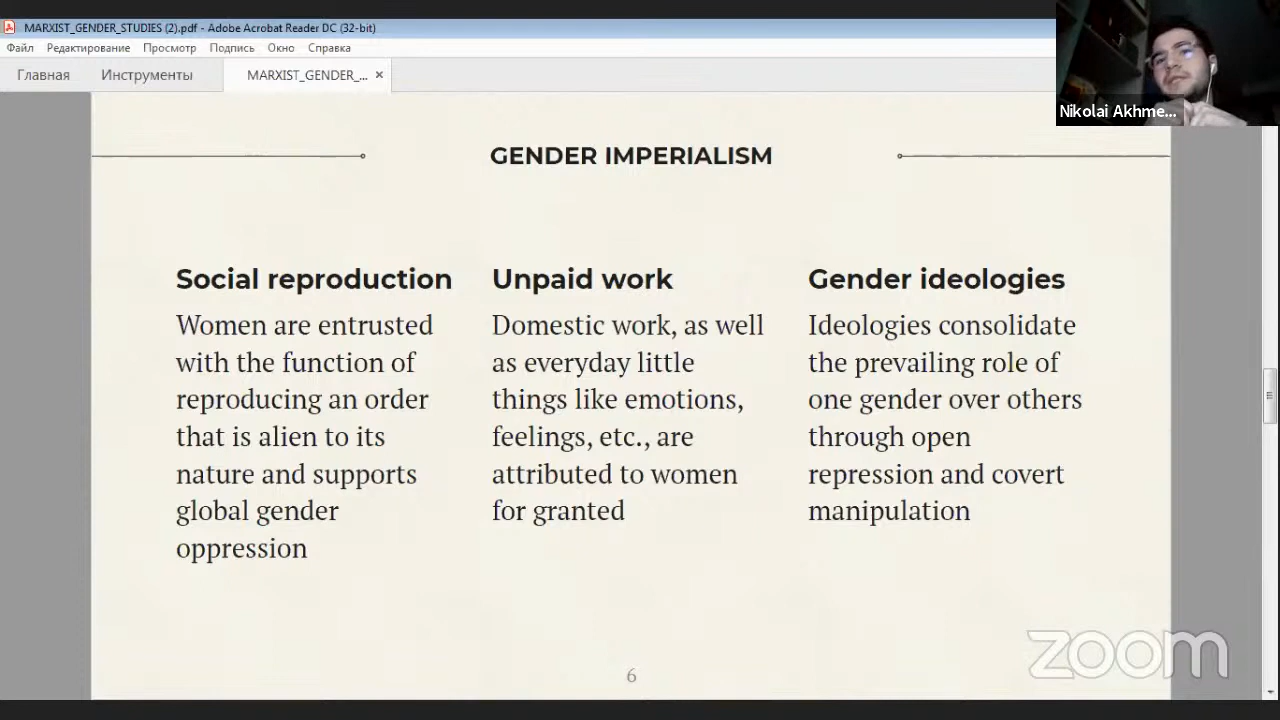 MARXIST_GENDER_STUDIES (2).pdf - Adobe Acrobat Reader DC (32-bit)
Файл Редактирование Просмотр Подпись Окно Справка
Главная Инструменты MARXIST_GENDER_... ×
Nikolai Akhme...
GENDER IMPERIALISM
Social reproduction
Women are entrusted
with the function of
reproducing an order
that is alien to its
nature and supports
global gender
oppression
Unpaid work
Domestic work, as well
as everyday little
things like emotions,
feelings, etc., are
attributed to women
for granted
Gender ideologies
Ideologies consolidate
the prevailing role of
one gender over others
through open
repression and covert
manipulation
6
zoom